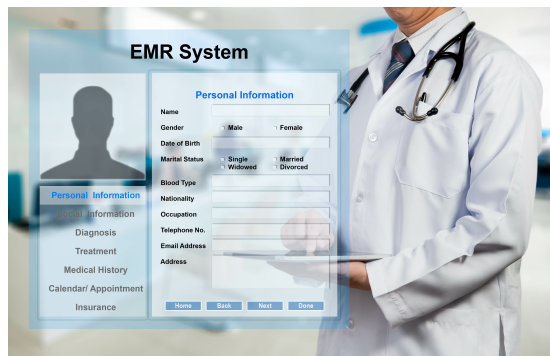 EMR System
Personal Information
Name
Gender Male Female
Date of Birth
Marital Status Single Married
Widowed Divorced
Blood Type
Nationality
Occupation
Telephone No.
Email Address
Address
Home Back Next Done
Personal Information
Information
Diagnosis
Treatment
Medical History
Calendar/ Appointment
Insurance